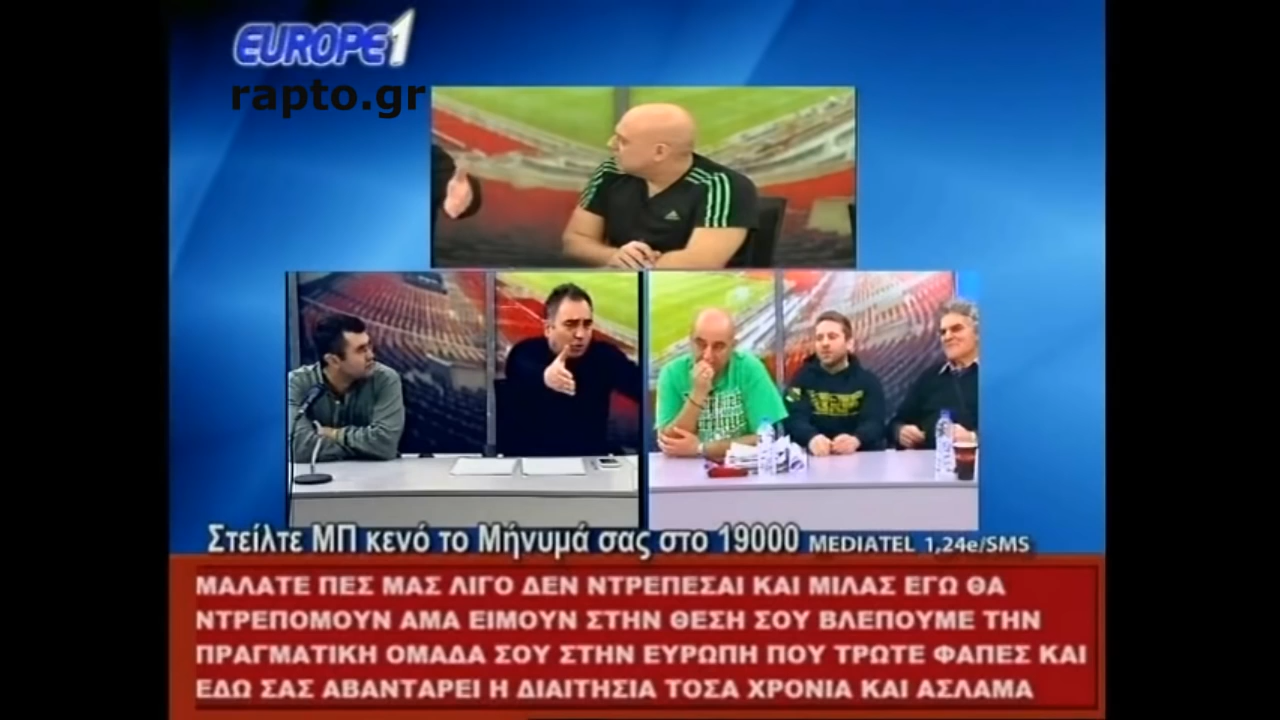 EUROPE1
rapto.gr
Στείλτε ΜΠ κενό το Μήνυμά σας στο 19000 MEDIATEL 1,24e/SMS
ΜΑΛΑΤΕ ΠΕΣ ΜΑΣ ΛΙΓΟ ΔΕΝ ΝΤΡΕΠΕΣΑΙ ΚΑΙ ΜΙΛΑΣ ΕΓΩ ΘΑ
ΝΤΡΕΠΟΜΟΥΝ ΑΜΑ ΕΙΜΟΥΝ ΣΤΗΝ ΘΕΣΗ ΣΟΥ ΒΛΕΠΟΥΜΕ ΤΗΝ
ΠΡΑΓΜΑΤΙΚΗ ΟΜΑΔΑ ΣΟΥ ΣΤΗΝ ΕΥΡΩΠΗ ΠΟΥ ΤΡΩΤΕ ΦΑΠΕΣ ΚΑΙ
ΕΔΩ ΣΑΣ ΑΒΑΝΤΑΡΕΙ Η ΔΙΑΙΤΗΣΙΑ ΤΟΣΑ ΧΡΟΝΙΑ ΚΑΙ ΑΣΛΑΜΑ